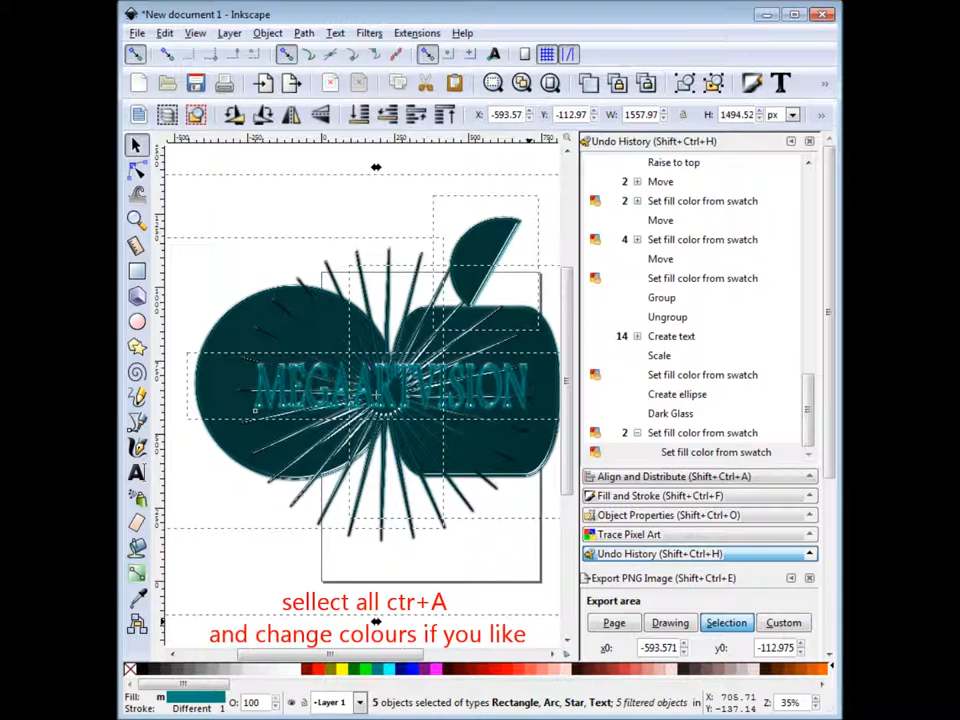 *New document 1 - Inkscape
File Edit View Layer Object Path Text Filters Extensions Help
X: -593.57 Y: -112.97 W: 1557.97 H: 1494.52 px
Undo History (Shift+Ctrl+H)
Raise to top
2 Move
2 Set fill color from swatch
Move
4 Set fill color from swatch
Move
Set fill color from swatch
Group
Ungroup
14 Create text
Scale
Set fill color from swatch
Create ellipse
Dark Glass
2 Set fill color from swatch
Set fill color from swatch
MEGAARTVISION
Align and Distribute (Shift+Ctrl+A)
Fill and Stroke (Shift+Ctrl+F)
Object Properties (Shift+Ctrl+O)
Trace Pixel Art
Undo History (Shift+Ctrl+H)
Export PNG Image (Shift+Ctrl+E)
Export area
Page Drawing Selection Custom
x0: -593.571 y0: -112.975
sellect all ctr+A
and change colours if you like
Fill: m
Stroke: Different 1
O: 100
Layer 1
5 objects selected of types Rectangle, Arc, Star, Text; 5 filtered objects in
X: 705.71
Y: -137.14
Z: 35%